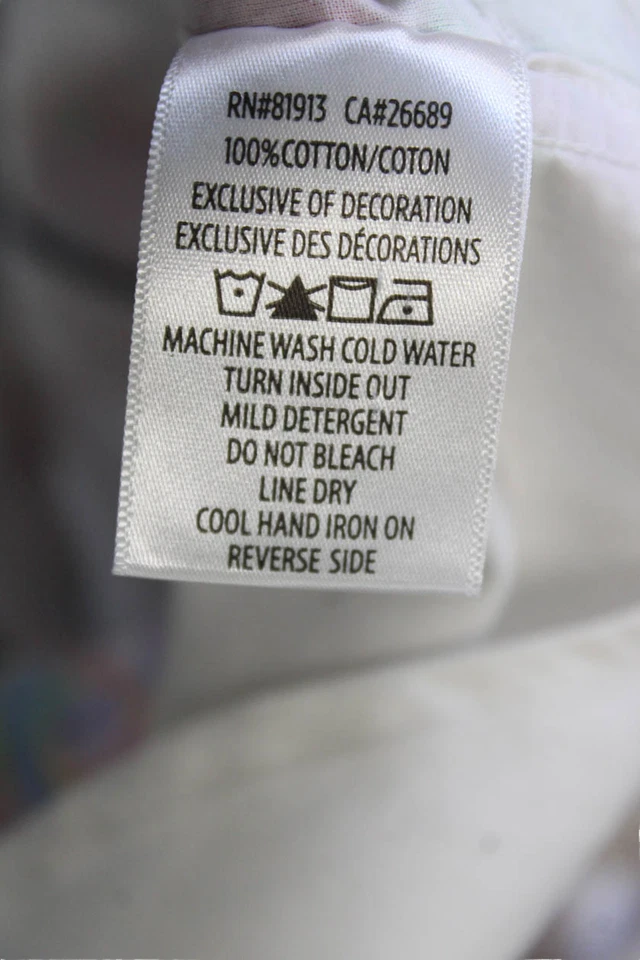 RN#81913 CA#26689
100%COTTON/COTON
EXCLUSIVE OF DECORATION
EXCLUSIVE DES DÉCORATIONS
MACHINE WASH COLD WATER
TURN INSIDE OUT
MILD DETERGENT
DO NOT BLEACH
LINE DRY
COOL HAND IRON ON
REVERSE SIDE